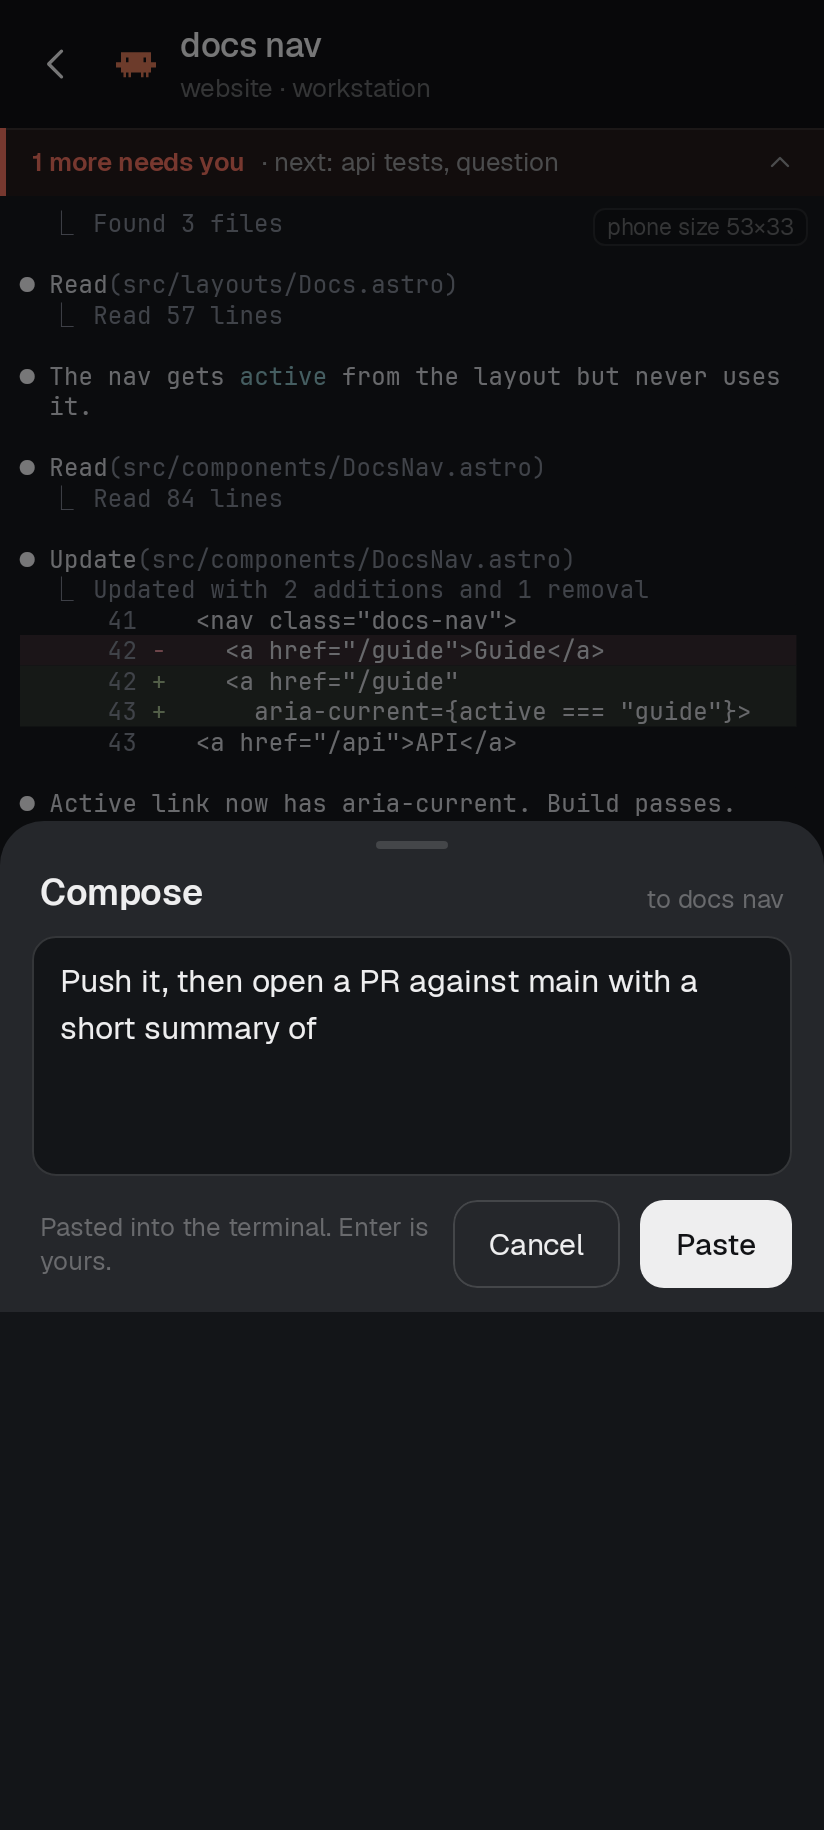 docs nav
website · workstation
1 more needs you · next: api tests, question
⎿ Found 3 files
phone size 53×33
● Read(src/layouts/Docs.astro)
⎿ Read 57 lines
● The nav gets active from the layout but never uses
it.
● Read(src/components/DocsNav.astro)
⎿ Read 84 lines
● Update(src/components/DocsNav.astro)
⎿ Updated with 2 additions and 1 removal
41 <nav class="docs-nav">
42 - <a href="/guide">Guide</a>
42 + <a href="/guide"
43 + aria-current={active === "guide"}>
43 <a href="/api">API</a>
● Active link now has aria-current. Build passes.
Compose
to docs nav
Push it, then open a PR against main with a
short summary of
Pasted into the terminal. Enter is
yours.
Cancel
Paste